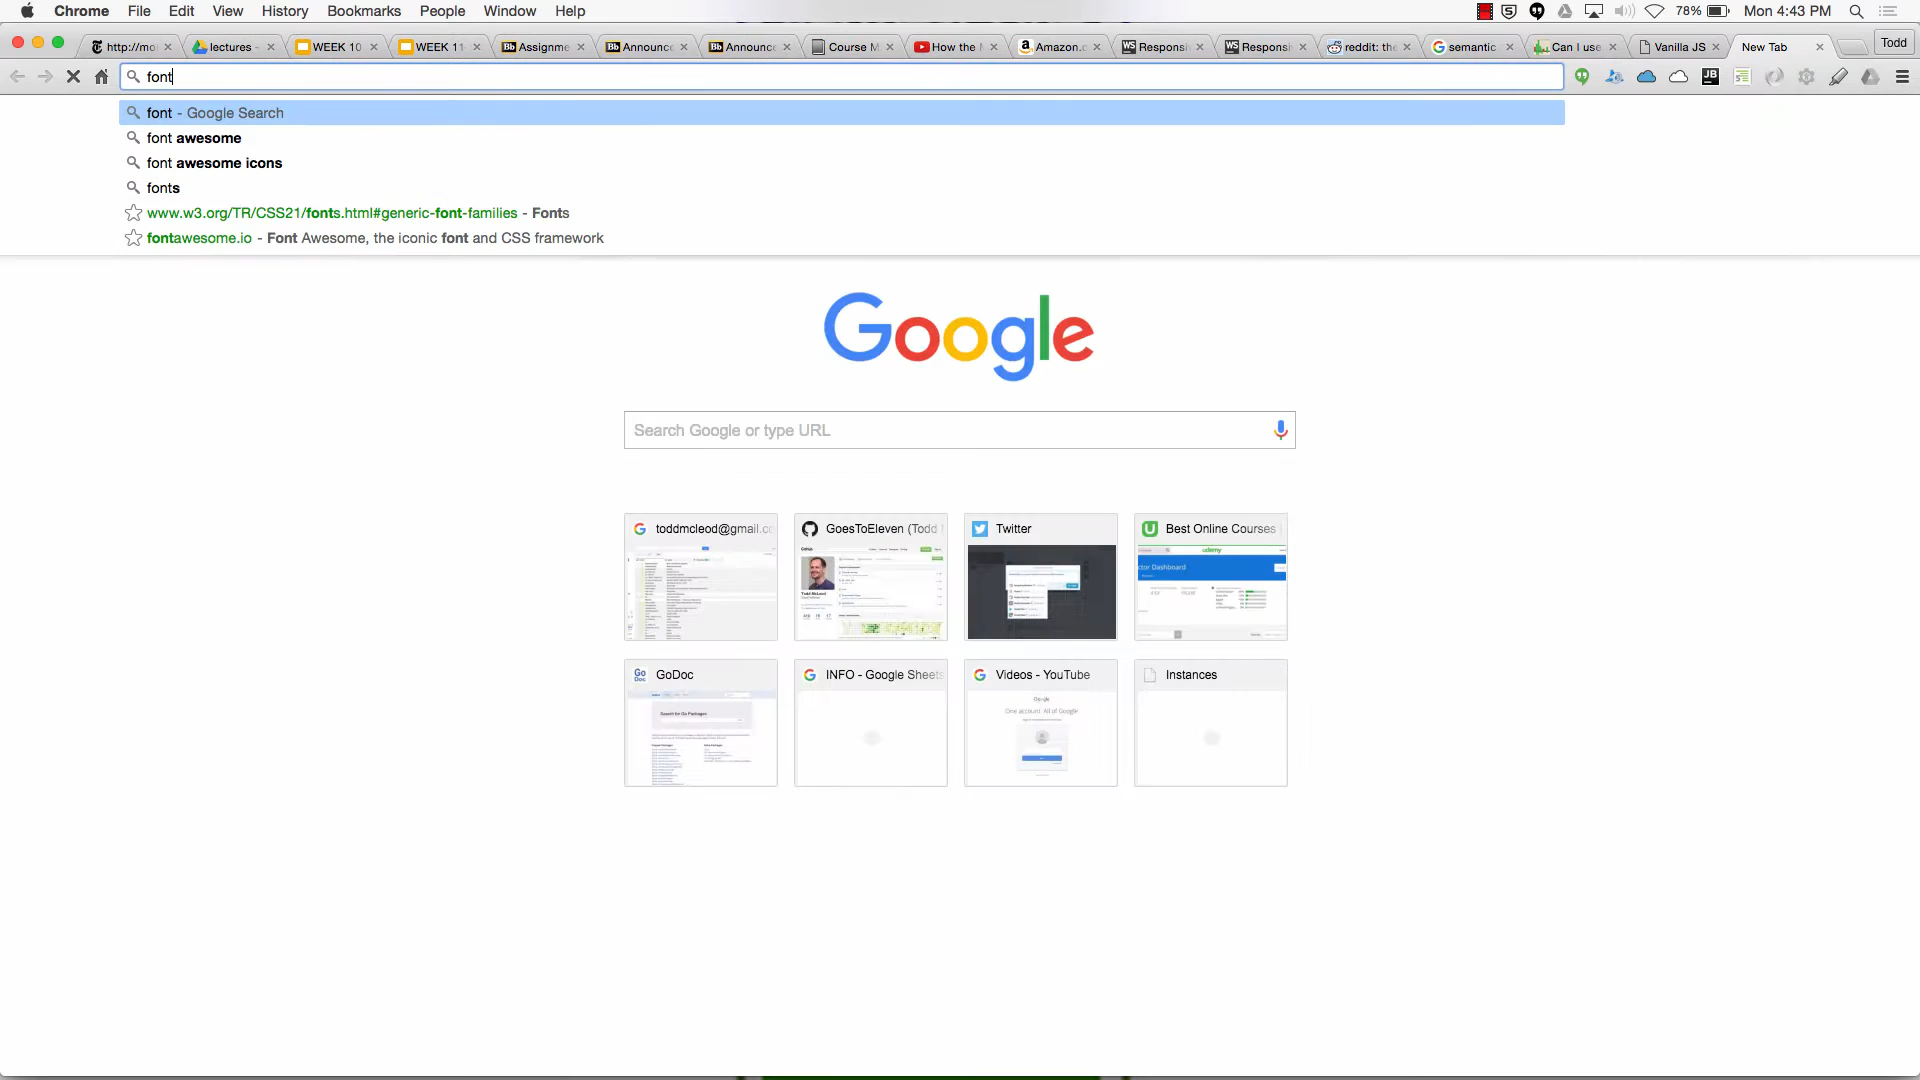 Chrome File Edit View History Bookmarks People Window Help 78% Mon 4:43 PM
http://mo lectures - WEEK 10 WEEK 11 Assignme Announce Announce Course M How the Amazon.c Responsi Responsi reddit: the semantic Can I use Vanilla JS New Tab Todd
font
font - Google Search
font awesome
font awesome icons
fonts
www.w3.org/TR/CSS21/fonts.html#generic-font-families - Fonts
fontawesome.io - Font Awesome, the iconic font and CSS framework
Google
Search Google or type URL
toddmcleod@gmail.co GoesToEleven (Todd Twitter Best Online Courses
GoDoc INFO - Google Sheets Videos - YouTube Instances